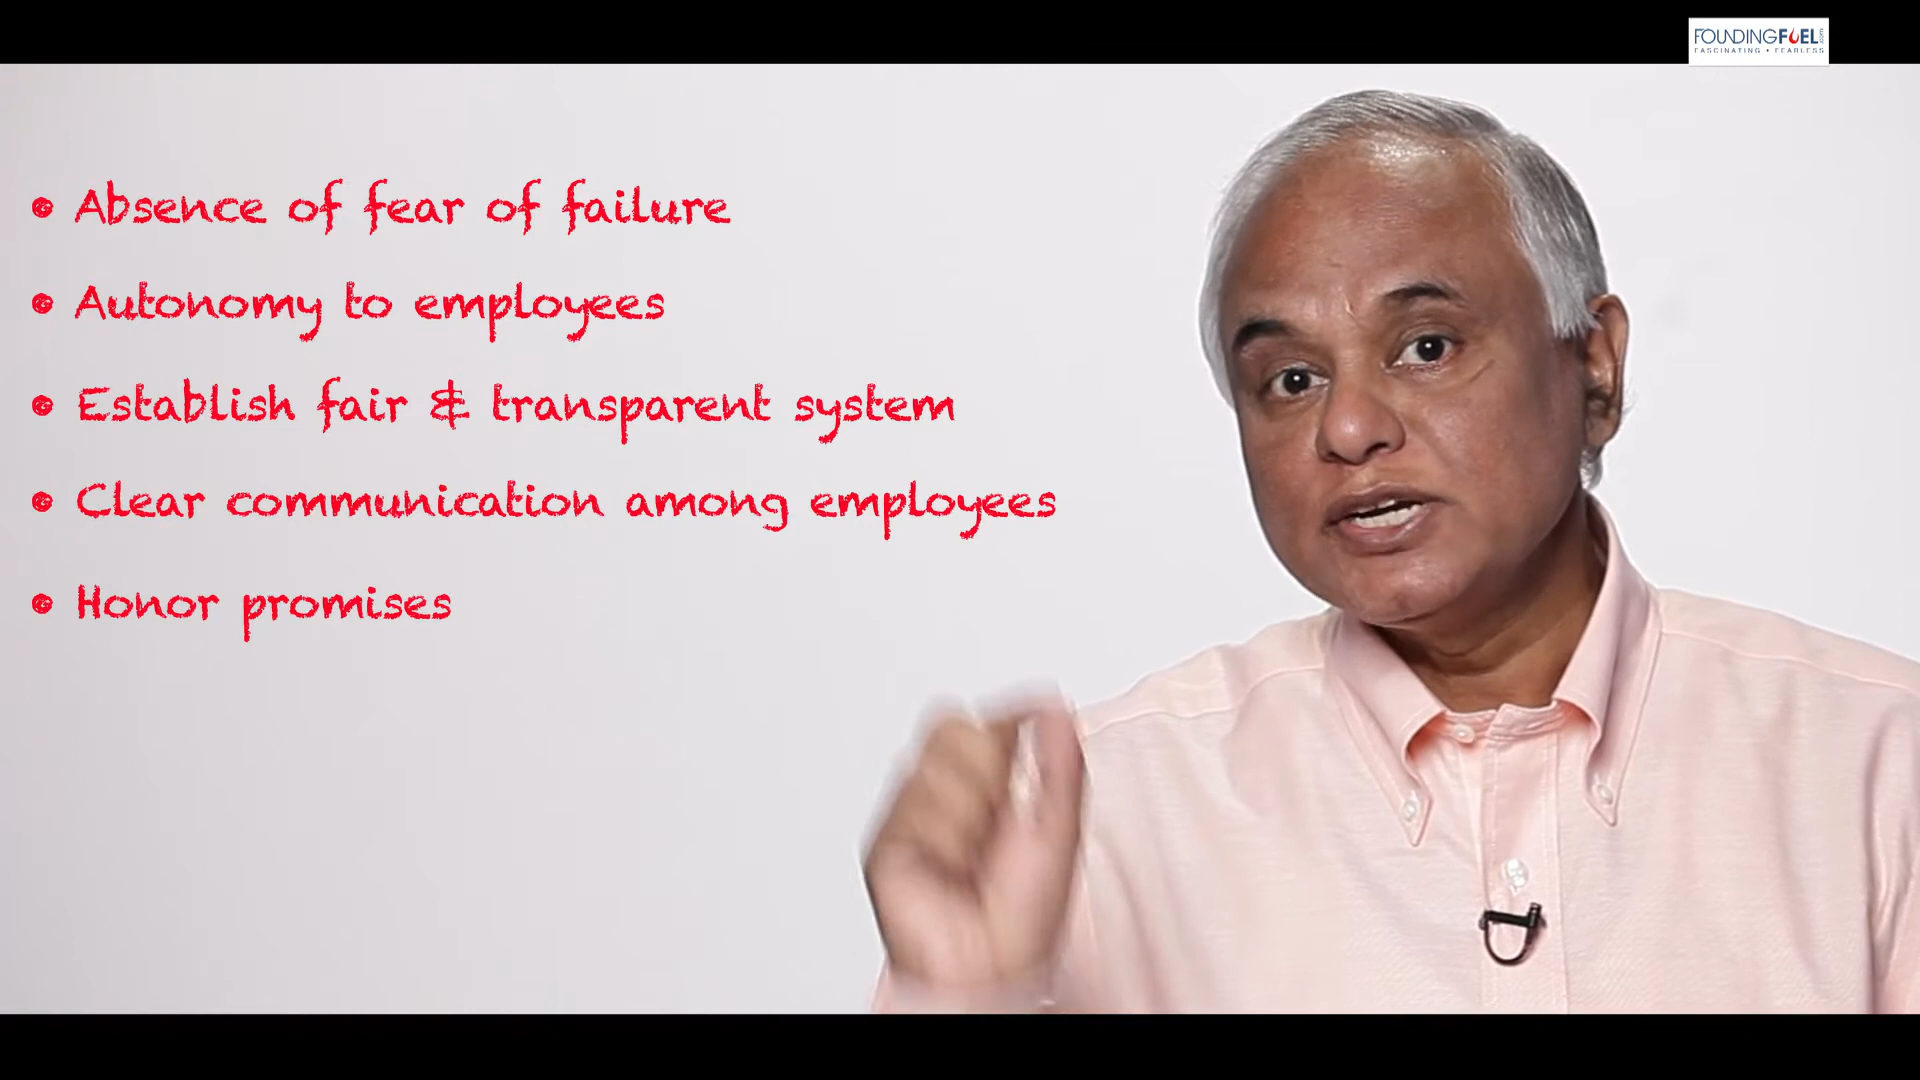 FOUNDINGFUEL.com
FASCINATING • FEARLESS
• Absence of fear of failure
• Autonomy to employees
• Establish fair & transparent system
• Clear communication among employees
• Honor promises